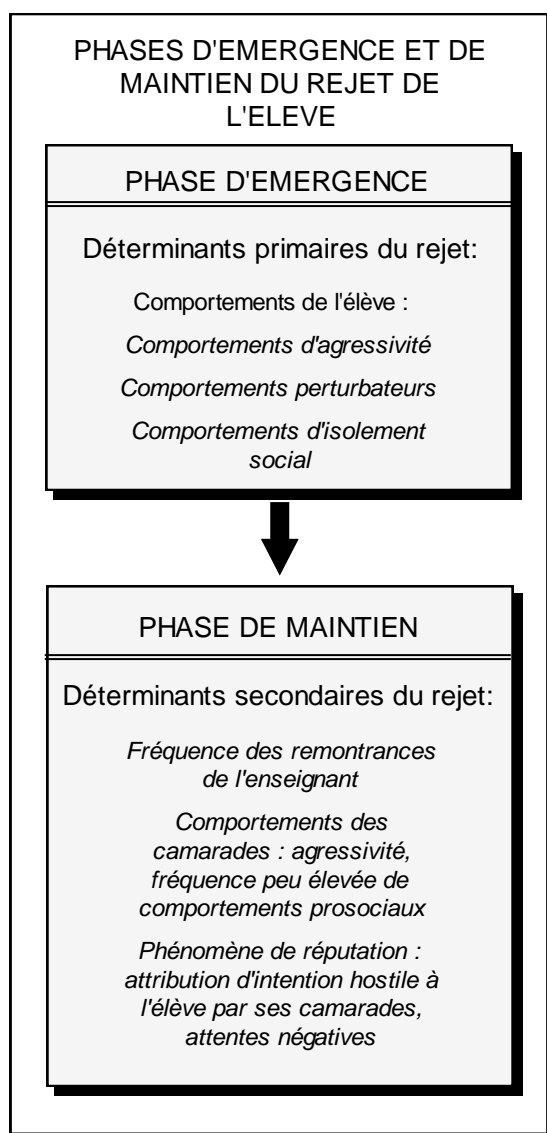 PHASES D'EMERGENCE ET DE
MAINTIEN DU REJET DE
L'ELEVE
PHASE D'EMERGENCE
Déterminants primaires du rejet:
Comportements de l'élève :
Comportements d'agressivité
Comportements perturbateurs
Comportements d'isolement
social
PHASE DE MAINTIEN
Déterminants secondaires du rejet:
Fréquence des remontrances
de l'enseignant
Comportements des
camarades : agressivité,
fréquence peu élevée de
comportements prosociaux
Phénomène de réputation :
attribution d'intention hostile à
l'élève par ses camarades,
attentes négatives